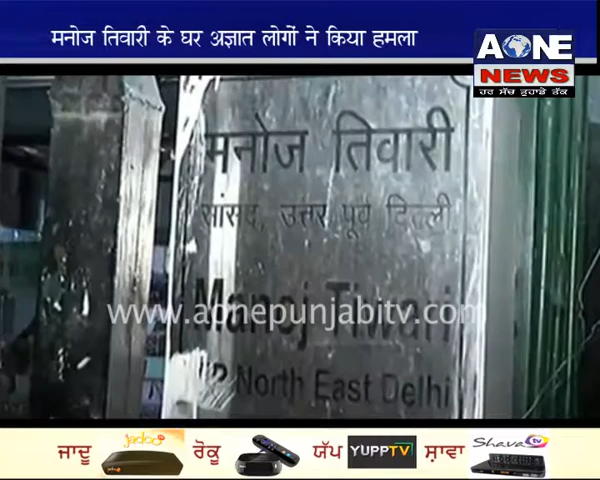 मनोज तिवारी के घर अज्ञात लोगों ने किया हमला
AONE
NEWS
ਹਰ ਸੱਚ ਤੁਹਾਡੇ ਤੱਕ
मनोज तिवारी
सांसद, उत्तर पूर्व दिल्ली
Manoj Tiwari
www.aonepunjabitv.com
MP North East Delhi
ਜਾਦੂ jadoo ਰੋਕੂ ਯੱਪ YUPPTV ਸ਼ਾਵਾ Shava tv